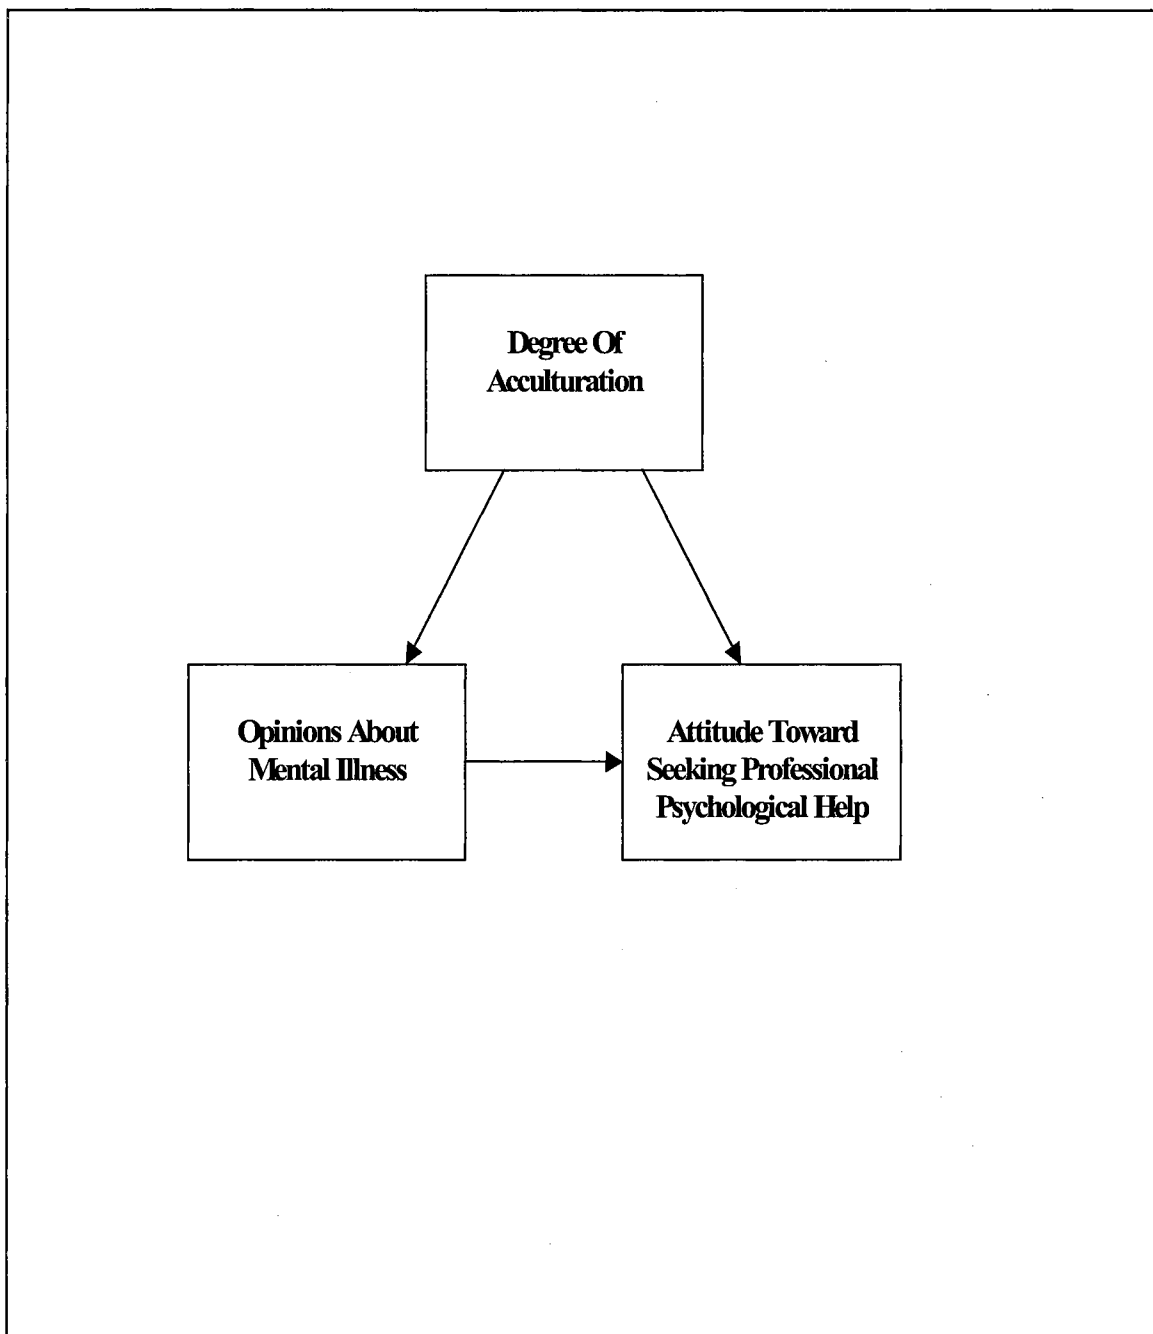 Degree Of
Acculturation
Opinions About
Mental Illness
Attitude Toward
Seeking Professional
Psychological Help